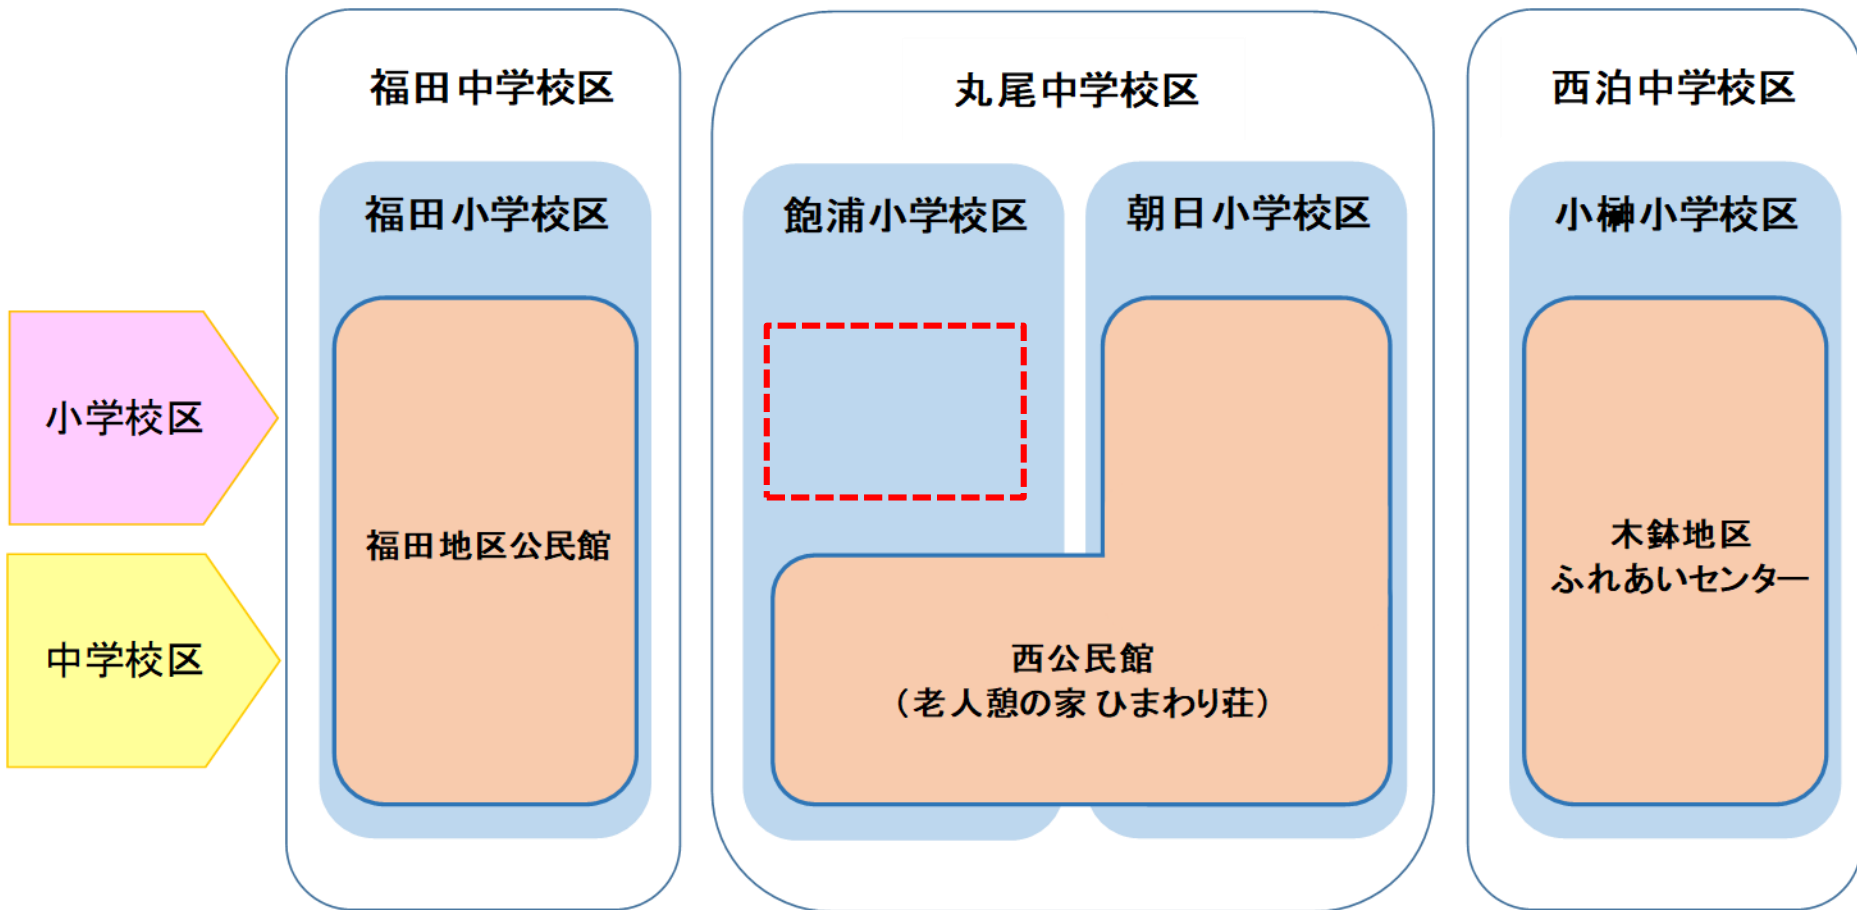 福田中学校区
丸尾中学校区
西泊中学校区
福田小学校区
飽浦小学校区
朝日小学校区
小榊小学校区
小学校区
中学校区
福田地区公民館
西公民館
（老人憩の家 ひまわり荘）
木鉢地区
ふれあいセンター